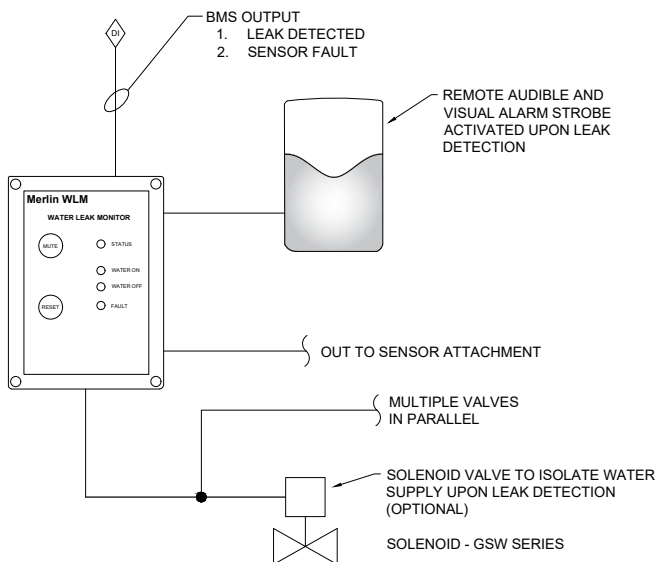 DI
BMS OUTPUT
1. LEAK DETECTED
2. SENSOR FAULT
REMOTE AUDIBLE AND
VISUAL ALARM STROBE
ACTIVATED UPON LEAK
DETECTION
Merlin WLM
WATER LEAK MONITOR
MUTE
STATUS
WATER ON
WATER OFF
RESET
FAULT
OUT TO SENSOR ATTACHMENT
MULTIPLE VALVES
IN PARALLEL
SOLENOID VALVE TO ISOLATE WATER
SUPPLY UPON LEAK DETECTION
(OPTIONAL)
SOLENOID - GSW SERIES